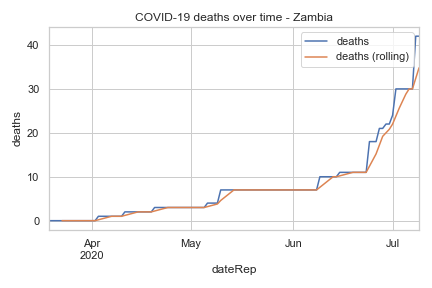 COVID-19 deaths over time - Zambia
deaths
deaths (rolling)
40
30
20
10
0
deaths
Apr
2020
May
Jun
Jul
dateRep